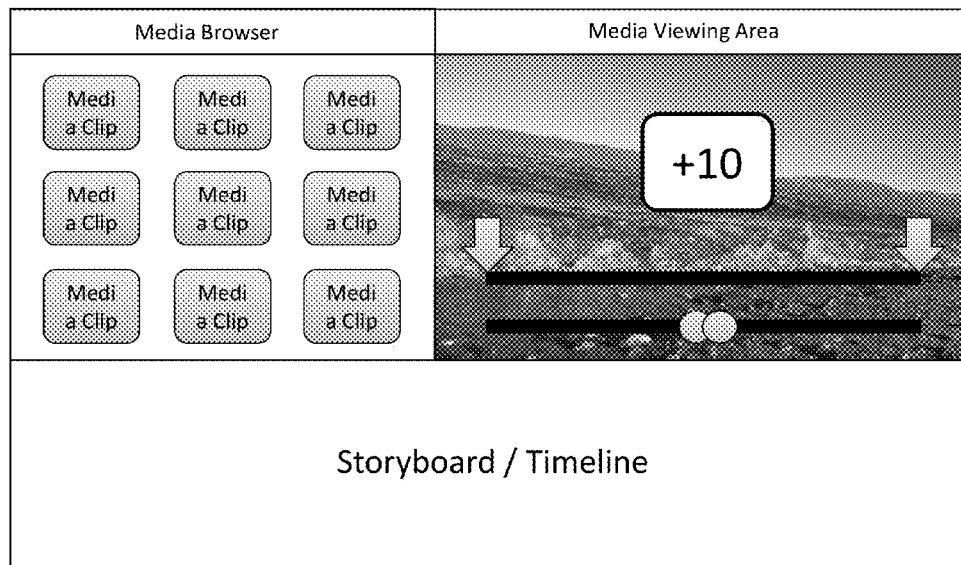 Media Browser
Media Viewing Area
Medi
a Clip
Medi
a Clip
Medi
a Clip
+10
Medi
a Clip
Medi
a Clip
Medi
a Clip
Medi
a Clip
Medi
a Clip
Medi
a Clip
Storyboard / Timeline